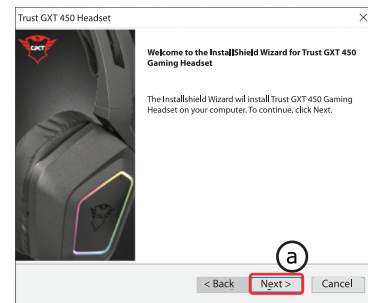 Trust GXT 450 Headset
GXT
Welcome to the InstallShield Wizard for Trust GXT 450
Gaming Headset
The Installshield Wizard wil install Trust GXT 450 Gaming
Headset on your computer. To continue, click Next.
a
< Back Next > Cancel